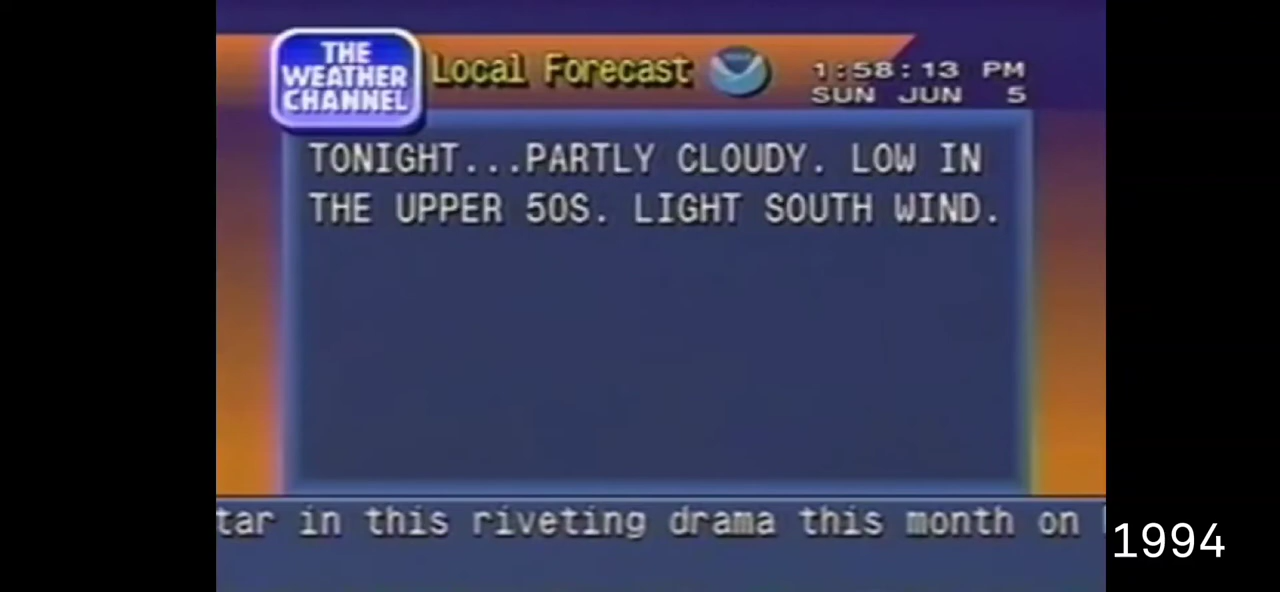 THE
WEATHER
CHANNEL
Local Forecast
1:58:13 PM
SUN JUN 5
TONIGHT...PARTLY CLOUDY. LOW IN
THE UPPER 50S. LIGHT SOUTH WIND.
tar in this riveting drama this month on
1994